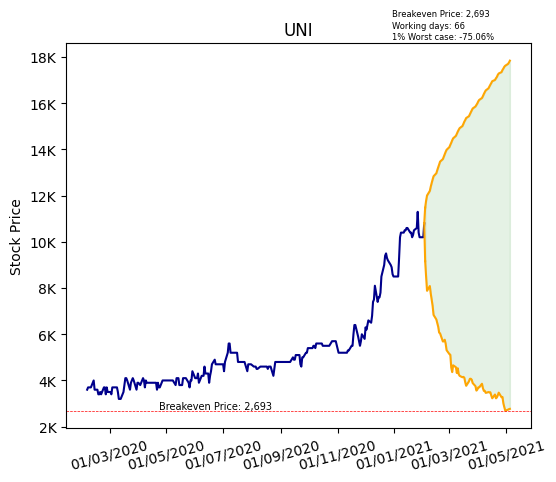 Breakeven Price: 2,693
Working days: 66
1% Worst case: -75.06%
UNI
Stock Price
18K
16K
14K
12K
10K
8K
6K
4K
2K
Breakeven Price: 2,693
01/03/2020
01/05/2020
01/07/2020
01/09/2020
01/11/2020
01/01/2021
01/03/2021
01/05/2021